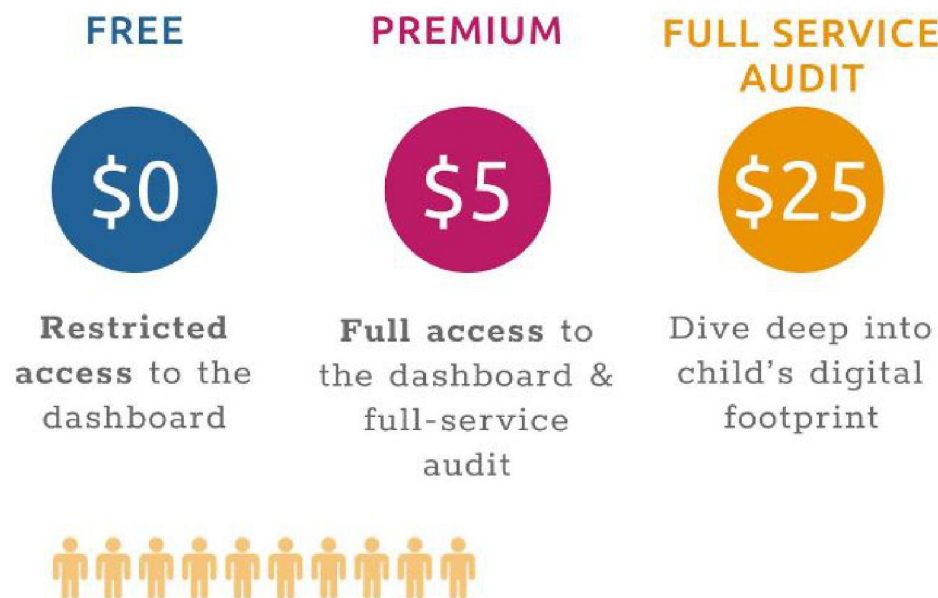 FREE
$0
Restricted
access to the
dashboard
PREMIUM
$5
Full access to
the dashboard &
full-service
audit
FULL SERVICE
AUDIT
$25
Dive deep into
child's digital
footprint